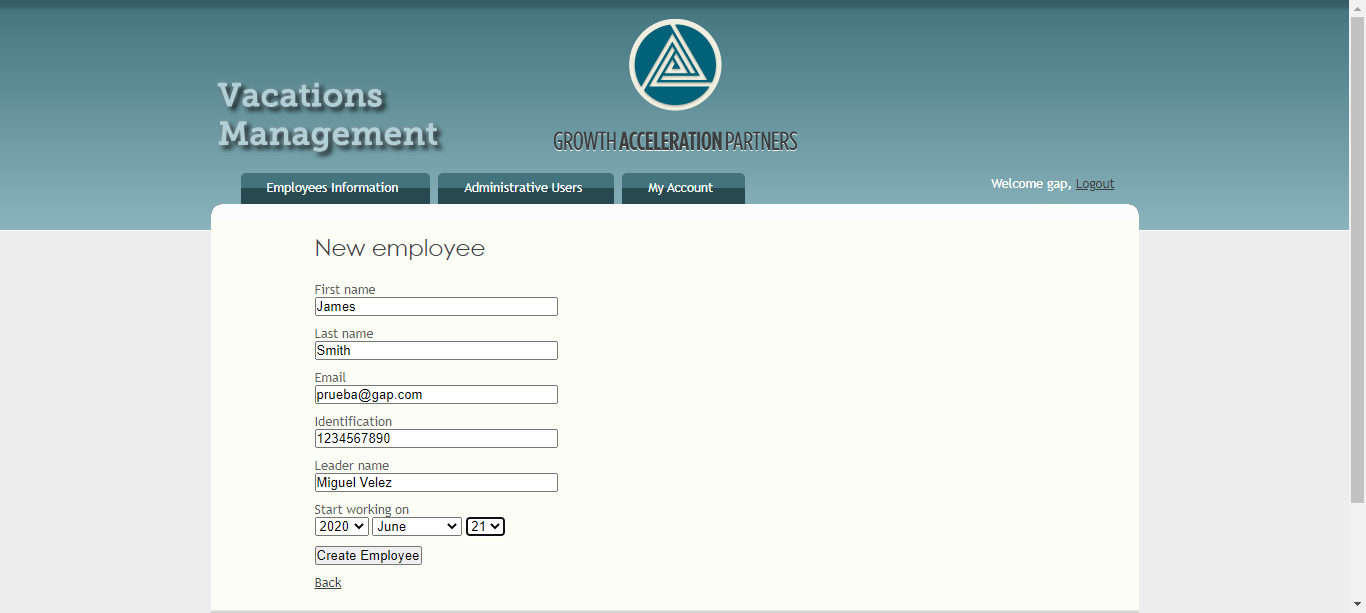 Vacations
Management
GROWTH ACCELERATION PARTNERS
Employees Information
Administrative Users
My Account
Welcome gap, Logout
New employee
First name
James
Last name
Smith
Email
prueba@gap.com
Identification
1234567890
Leader name
Miguel Velez
Start working on
2020 June 21
Create Employee
Back